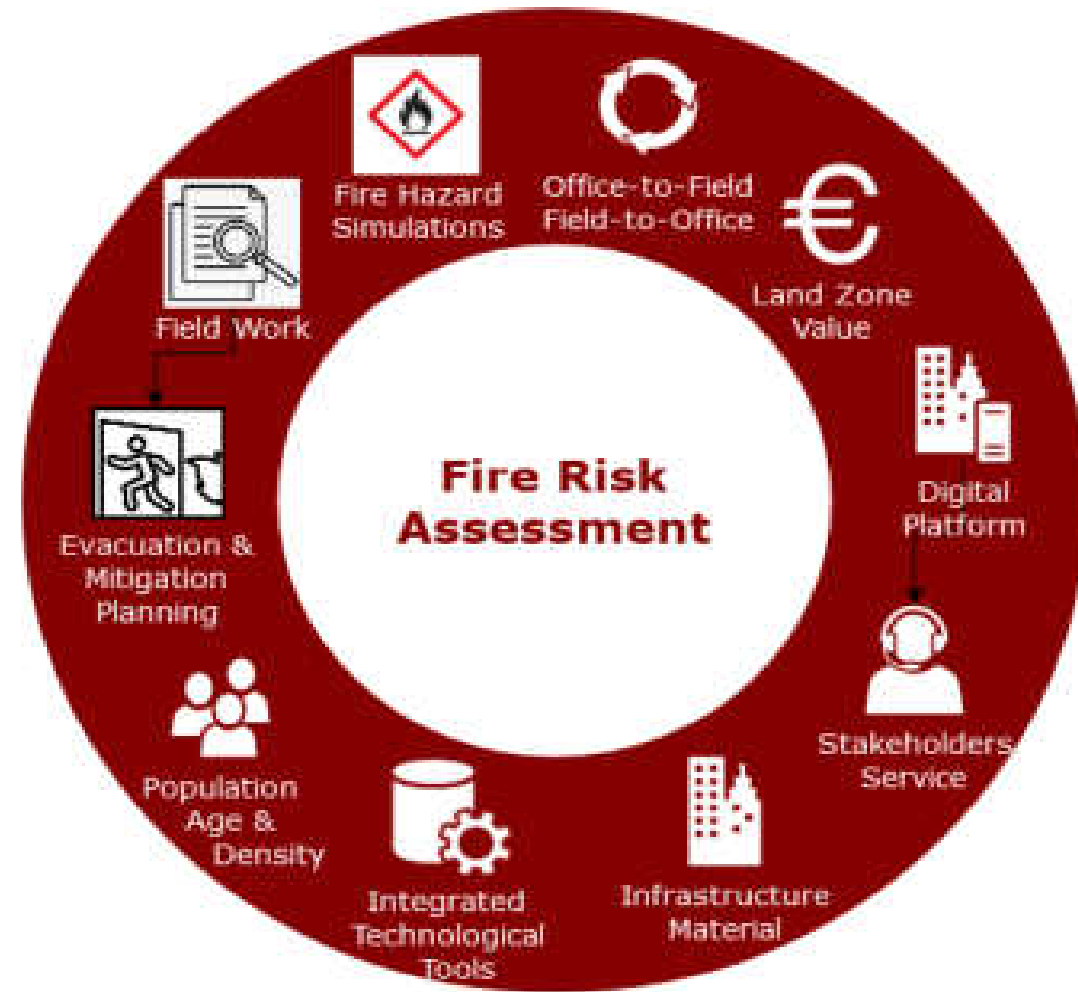 Fire Hazard
Simulations
Office-to-Field
Field-to-Office
Land Zone
Value
Digital
Platform
Stakeholders
Service
Infrastructure
Material
Integrated
Technological
Tools
Population
Age &
Density
Evacuation &
Mitigation
Planning
Field Work
Fire Risk
Assessment